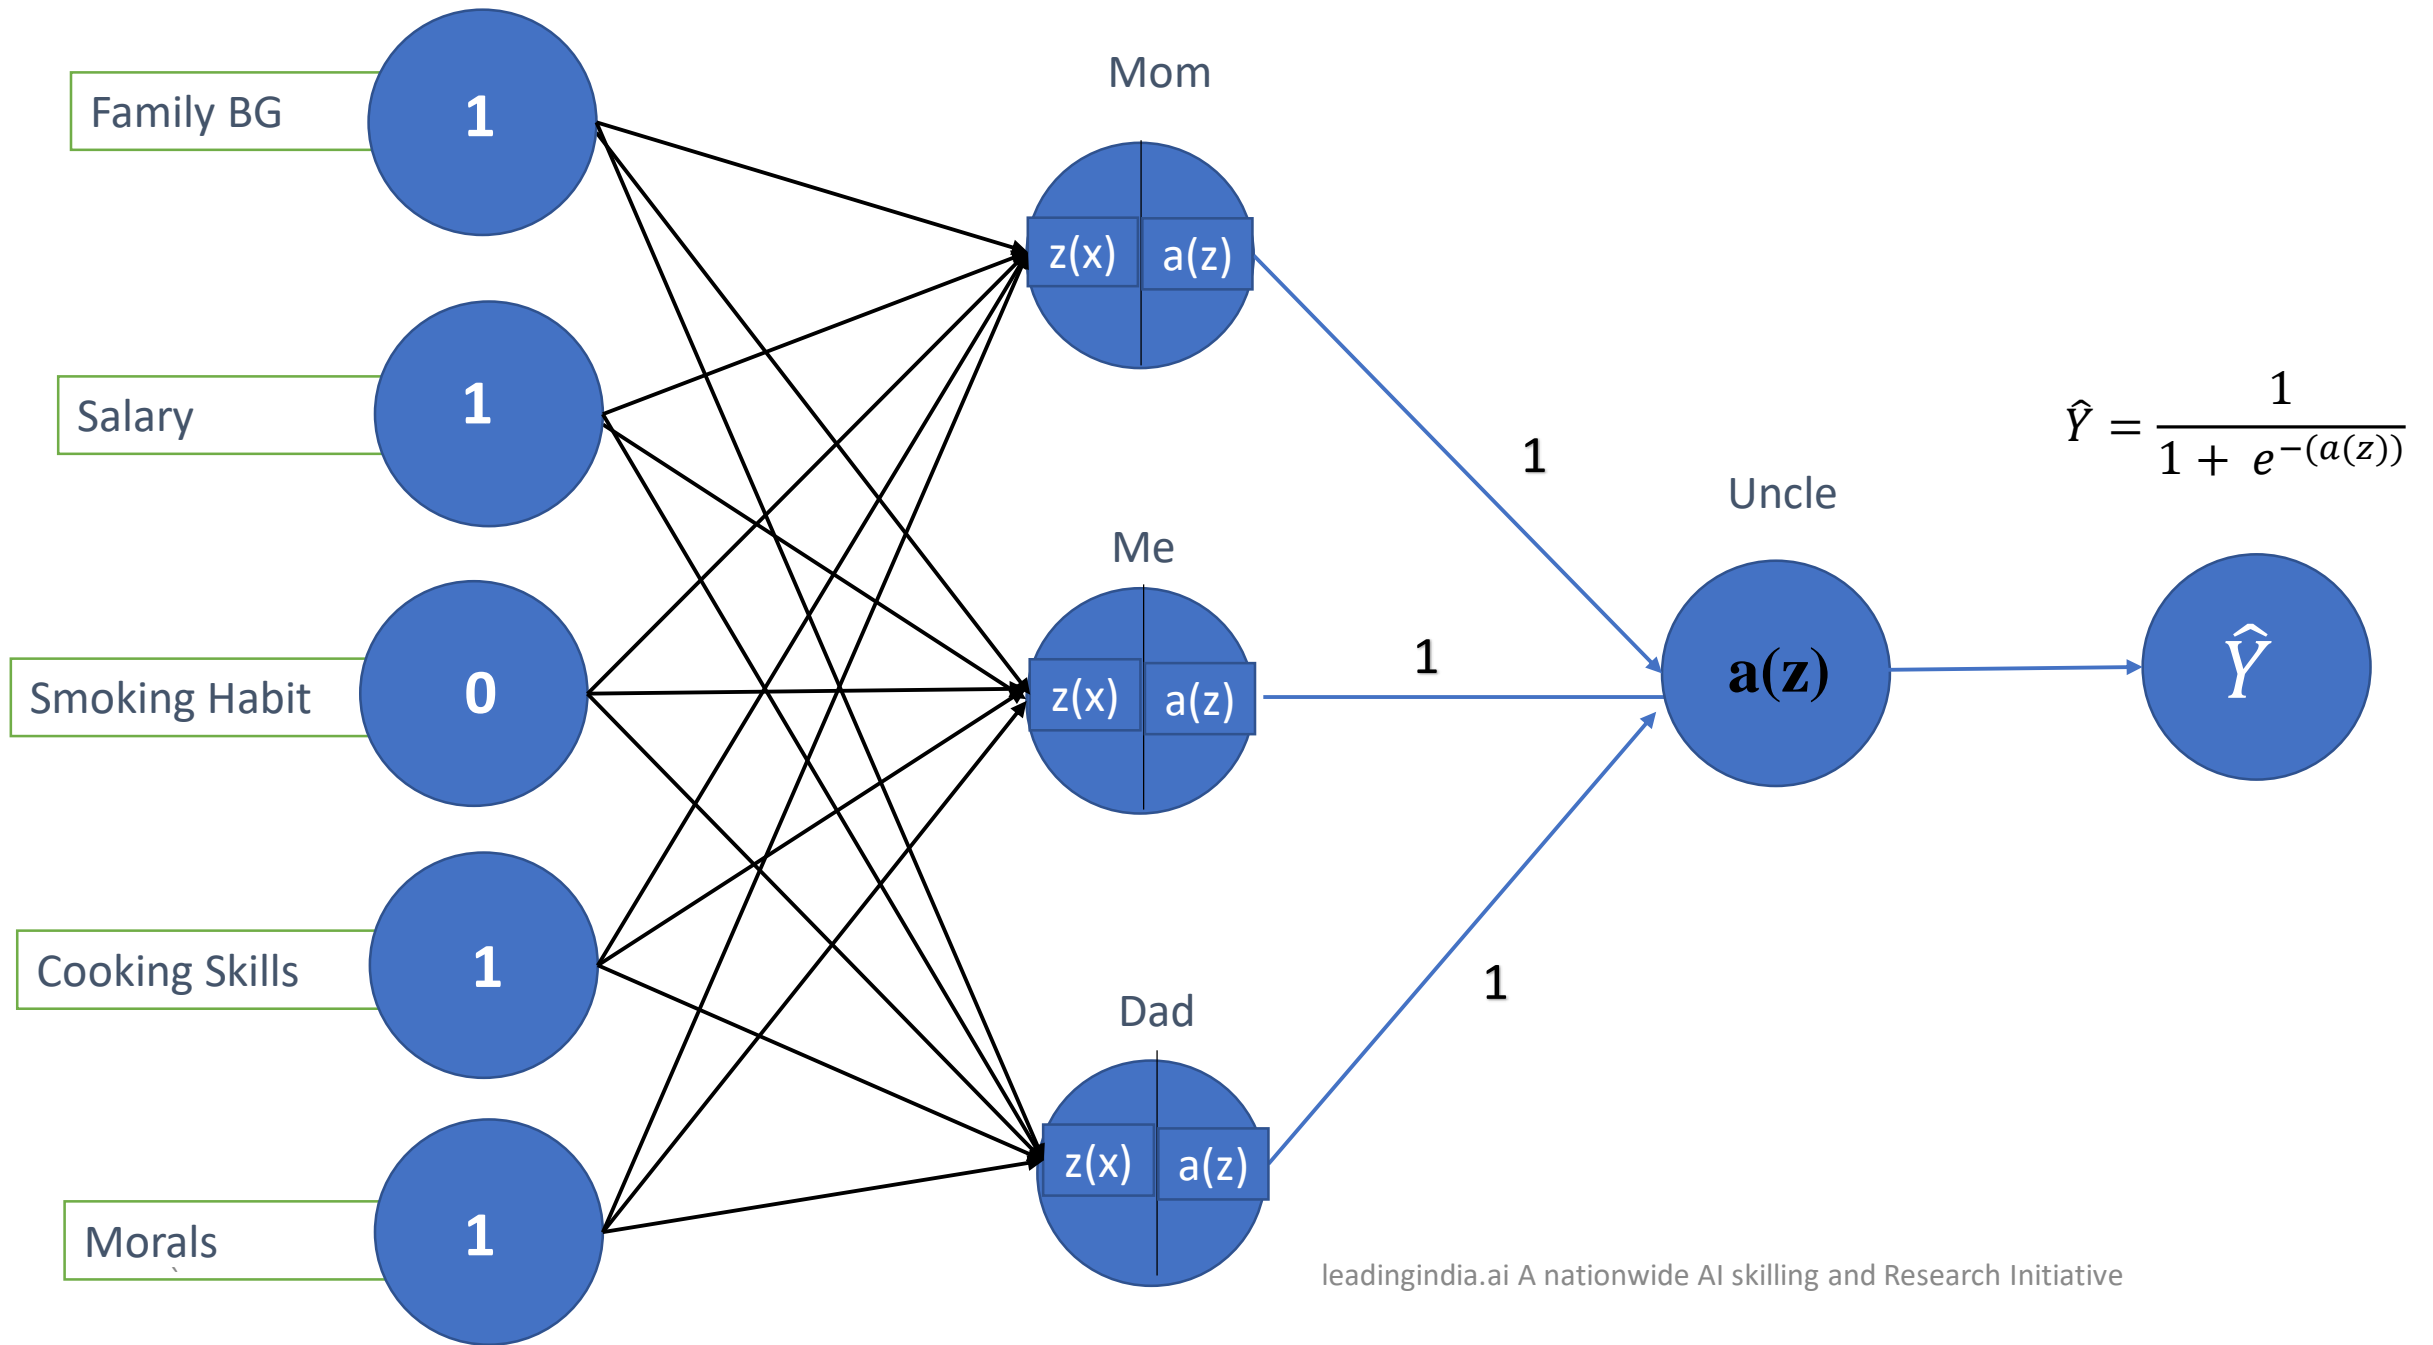 Family BG
1
Salary
1
Smoking Habit
0
Cooking Skills
1
Morals
`
1
Mom
z(x) a(z)
Me
z(x) a(z)
Dad
z(x) a(z)
1
1
1
Uncle
a(z)
Ŷ = 1 / (1 + e^−(a(z)))
Ŷ
leadingindia.ai A nationwide AI skilling and Research Initiative